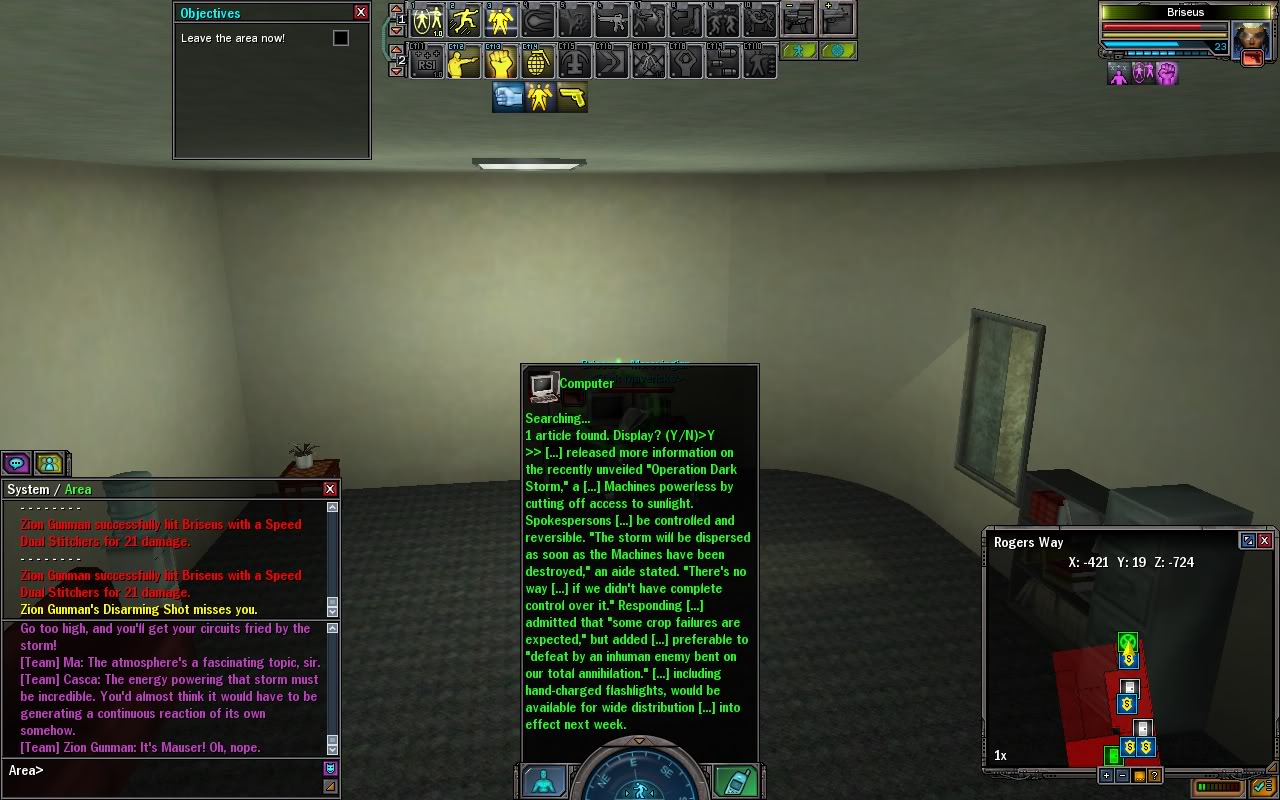 Objectives
Leave the area now!
1
1.0
2
RSI
1.0
Briseus
23
Computer
Searching...
1 article found. Display? (Y/N)>Y
>> [...] released more information on
the recently unveiled "Operation Dark
Storm," a [...] Machines powerless by
cutting off access to sunlight.
Spokespersons [...] be controlled and
reversible. "The storm will be dispersed
as soon as the Machines have been
destroyed," an aide stated. "There's no
way [...] if we didn't have complete
control over it." Responding [...]
admitted that "some crop failures are
expected," but added [...] preferable to
"defeat by an inhuman enemy bent on
our total annihilation." [...] including
hand-charged flashlights, would be
available for wide distribution [...] into
effect next week.
System / Area
- - - - - - - -
Zion Gunman successfully hit Briseus with a Speed
Dual Stitchers for 21 damage.
- - - - - - - -
Zion Gunman successfully hit Briseus with a Speed
Dual Stitchers for 21 damage.
Zion Gunman's Disarming Shot misses you.
Go too high, and you'll get your circuits fried by the
storm!
[Team] Ma: The atmosphere's a fascinating topic, sir.
[Team] Casca: The energy powering that storm must
be incredible. You'd almost think it would have to be
generating a continuous reaction of its own
somehow.
[Team] Zion Gunman: It's Mauser! Oh, nope.
Area>
Rogers Way
X: -421 Y: 19 Z: -724
1x
NE
E
SE